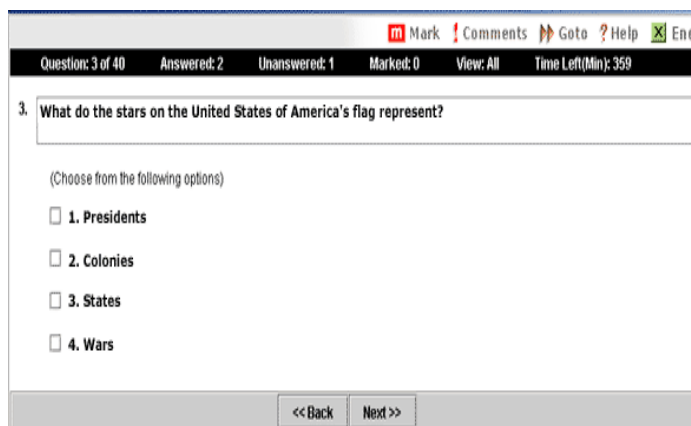 m Mark ! Comments Goto ? Help X
Question: 3 of 40 Answered: 2 Unanswered: 1 Marked: 0 View: All Time Left(Min): 359
3. What do the stars on the United States of America's flag represent?
(Choose from the following options)
1. Presidents
2. Colonies
3. States
4. Wars
<< Back Next >>